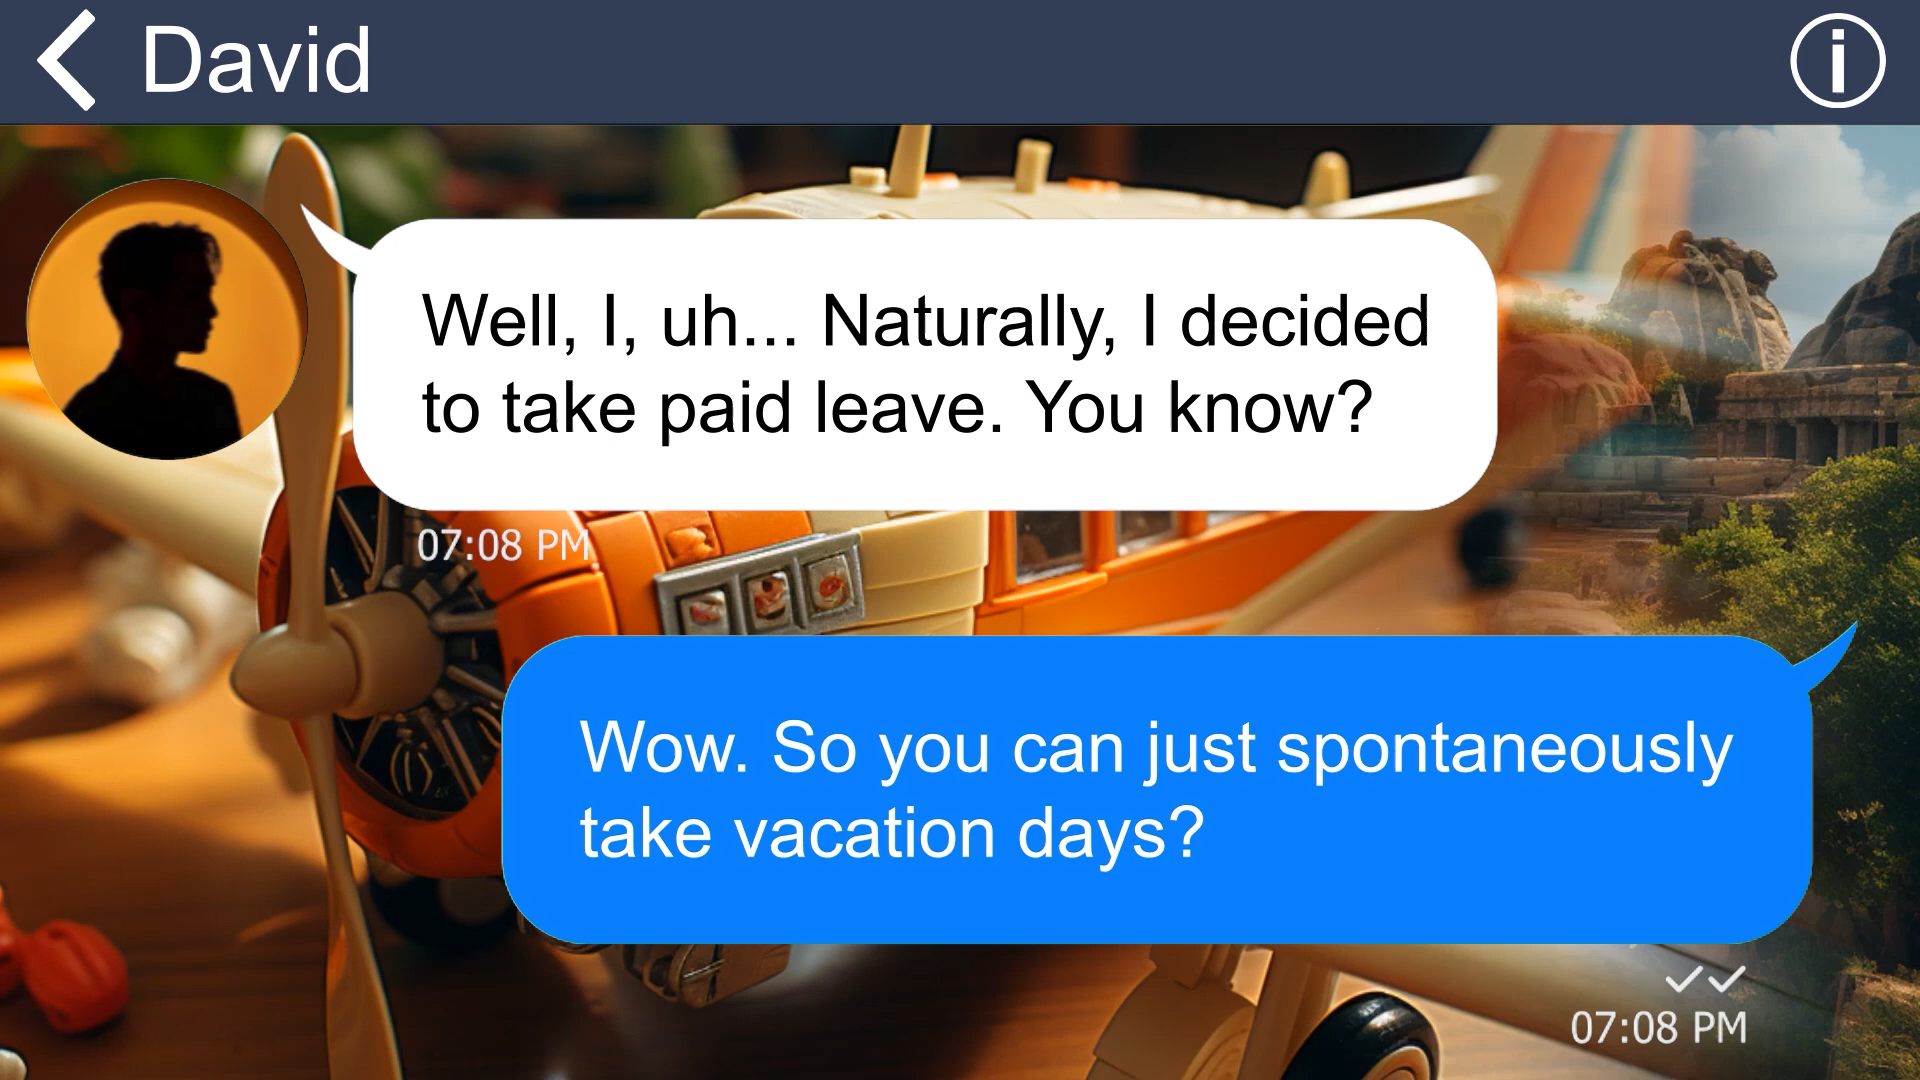 David
Well, I, uh... Naturally, I decided
to take paid leave. You know?
07:08 PM
Wow. So you can just spontaneously
take vacation days?
07:08 PM